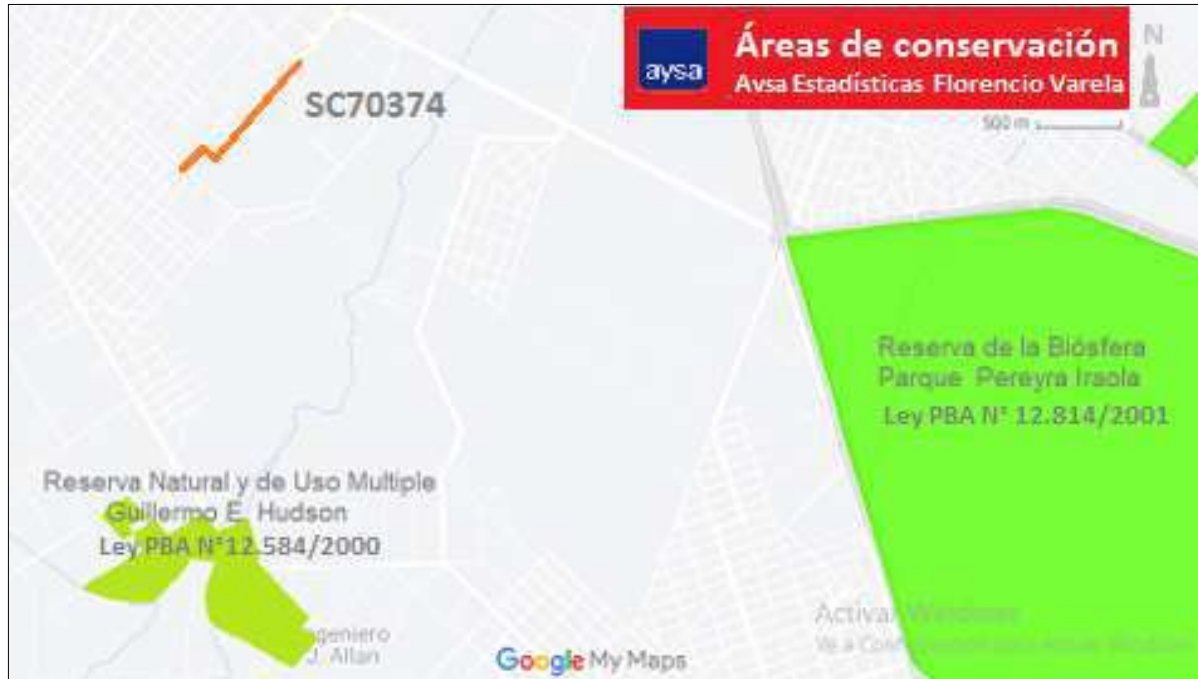 Áreas de conservación
aysa
Avsa Estadísticas Florencio Varela
N
500 m
SC70374
Reserva de la Biósfera
Parque Pereyra Iraola
Ley PBA N° 12.814/2001
Reserva Natural y de Uso Multiple
Guillermo E. Hudson
Ley PBA N°12.584/2000
ngeniero
J. Allan
Activar Windows
Google My Maps